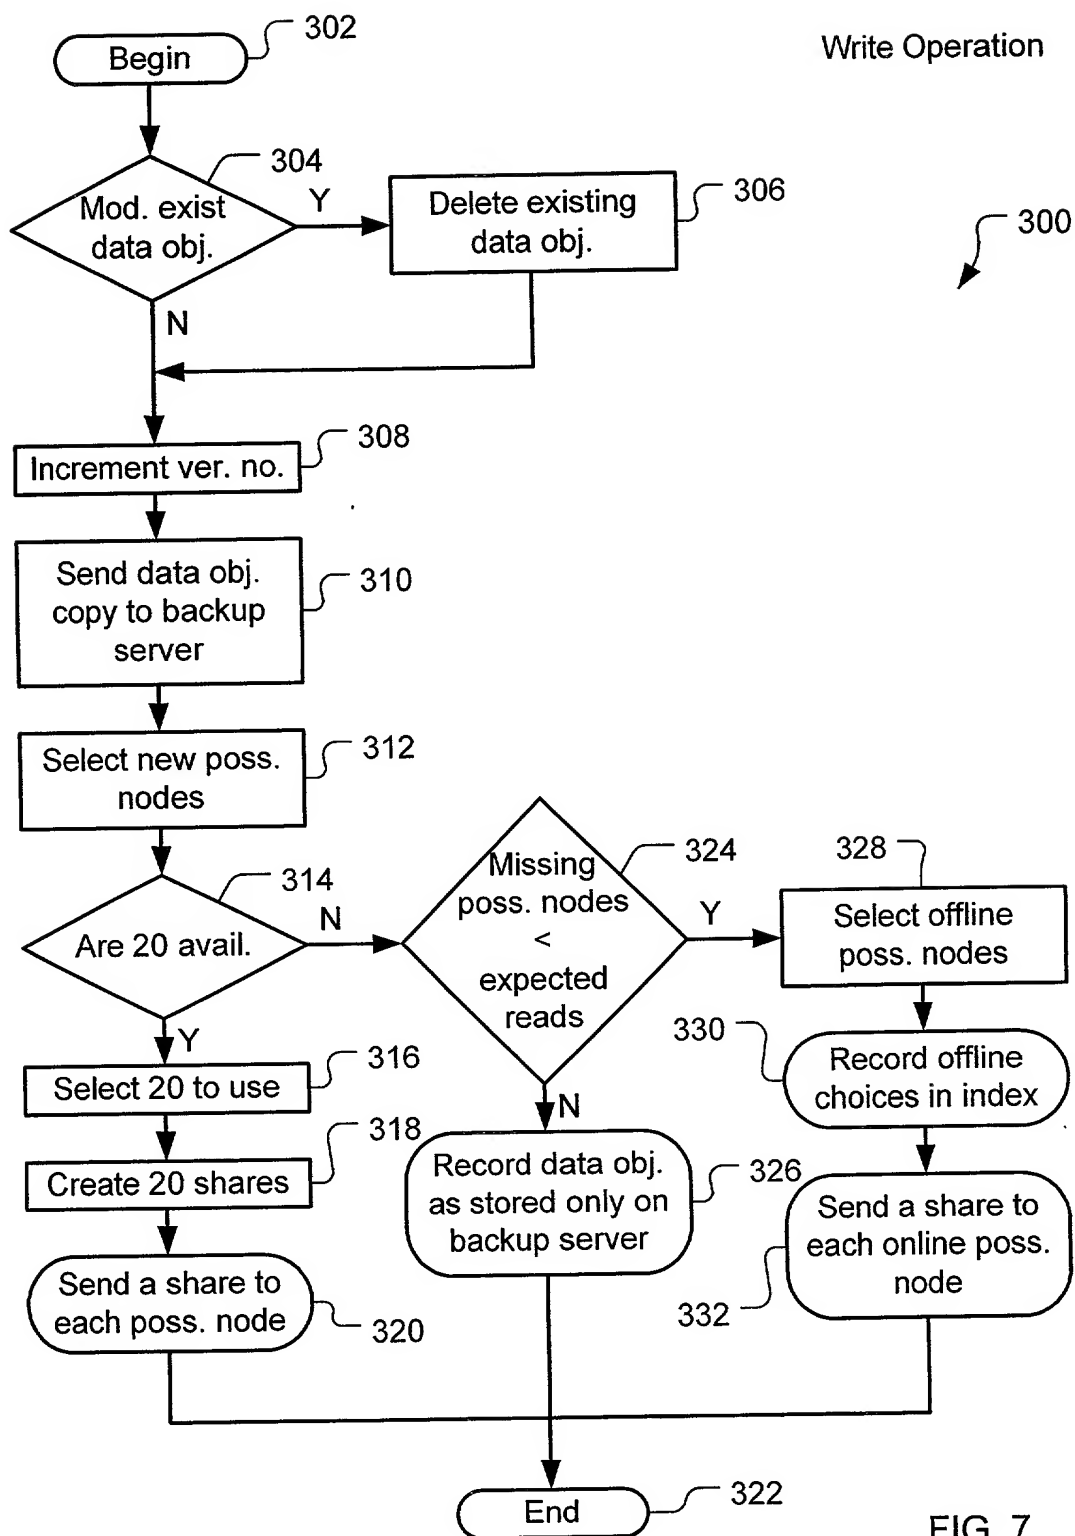 Write Operation
300
Begin
302
Mod. exist
data obj.
304
Y
N
Delete existing
data obj.
306
Increment ver. no.
308
Send data obj.
copy to backup
server
310
Select new poss.
nodes
312
Are 20 avail.
314
N
Y
Missing
poss. nodes
<
expected
reads
324
Y
N
Select offline
poss. nodes
328
Select 20 to use
316
Record offline
choices in index
330
Create 20 shares
318
Record data obj.
as stored only on
backup server
326
Send a share to
each online poss.
node
332
Send a share to
each poss. node
320
End
322
FIG. 7